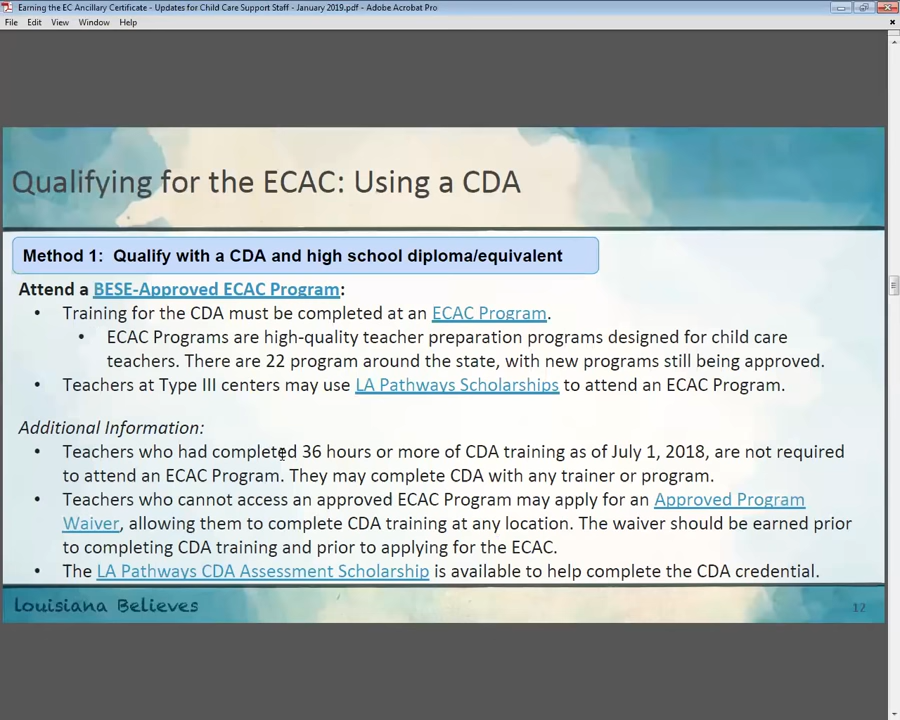 Earning the EC Ancillary Certificate - Updates for Child Care Support Staff - January 2019.pdf - Adobe Acrobat Pro
File Edit View Window Help
Qualifying for the ECAC: Using a CDA
Method 1: Qualify with a CDA and high school diploma/equivalent
Attend a BESE-Approved ECAC Program:
• Training for the CDA must be completed at an ECAC Program.
• ECAC Programs are high-quality teacher preparation programs designed for child care
teachers. There are 22 program around the state, with new programs still being approved.
• Teachers at Type III centers may use LA Pathways Scholarships to attend an ECAC Program.
Additional Information:
• Teachers who had completed 36 hours or more of CDA training as of July 1, 2018, are not required
to attend an ECAC Program. They may complete CDA with any trainer or program.
• Teachers who cannot access an approved ECAC Program may apply for an Approved Program
Waiver, allowing them to complete CDA training at any location. The waiver should be earned prior
to completing CDA training and prior to applying for the ECAC.
• The LA Pathways CDA Assessment Scholarship is available to help complete the CDA credential.
Louisiana Believes
12